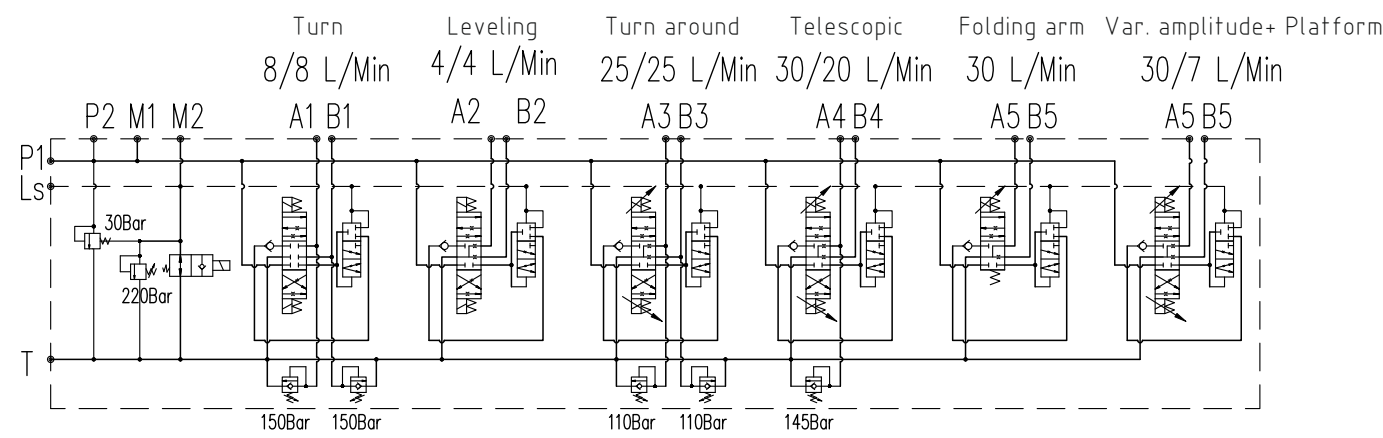 Turn Leveling Turn around Telescopic Folding arm Var. amplitude+ Platform
8/8 L/Min 4/4 L/Min 25/25 L/Min 30/20 L/Min 30 L/Min 30/7 L/Min
P2 M1 M2 A1 B1 A2 B2 A3 B3 A4 B4 A5 B5 A5 B5
P1
Ls
30Bar
220Bar
T
150Bar 150Bar 110Bar 110Bar 145Bar